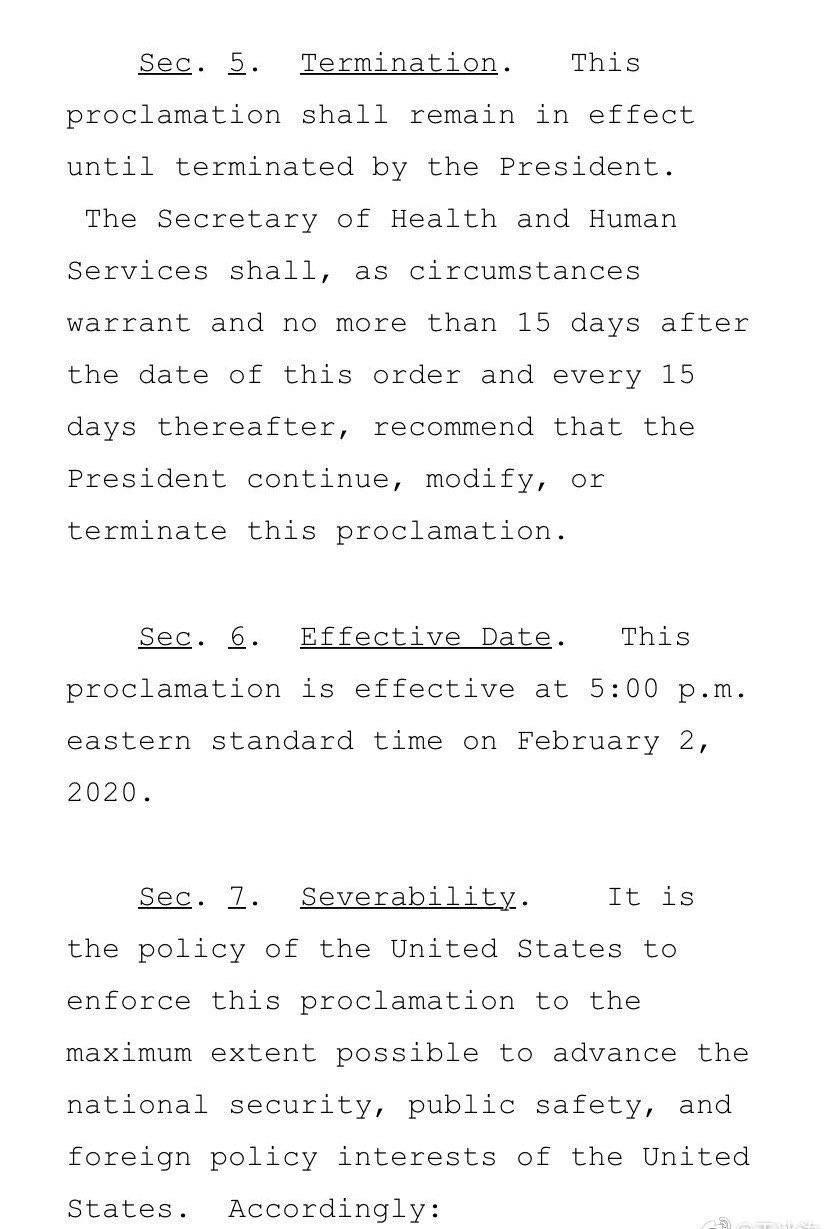 Sec. 5. Termination. This
proclamation shall remain in effect
until terminated by the President.
The Secretary of Health and Human
Services shall, as circumstances
warrant and no more than 15 days after
the date of this order and every 15
days thereafter, recommend that the
President continue, modify, or
terminate this proclamation.
Sec. 6. Effective Date. This
proclamation is effective at 5:00 p.m.
eastern standard time on February 2,
2020.
Sec. 7. Severability. It is
the policy of the United States to
enforce this proclamation to the
maximum extent possible to advance the
national security, public safety, and
foreign policy interests of the United
States. Accordingly: